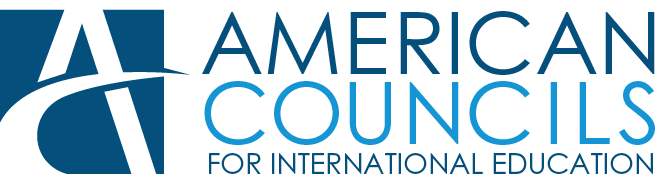 AMERICAN
COUNCILS
FOR INTERNATIONAL EDUCATION